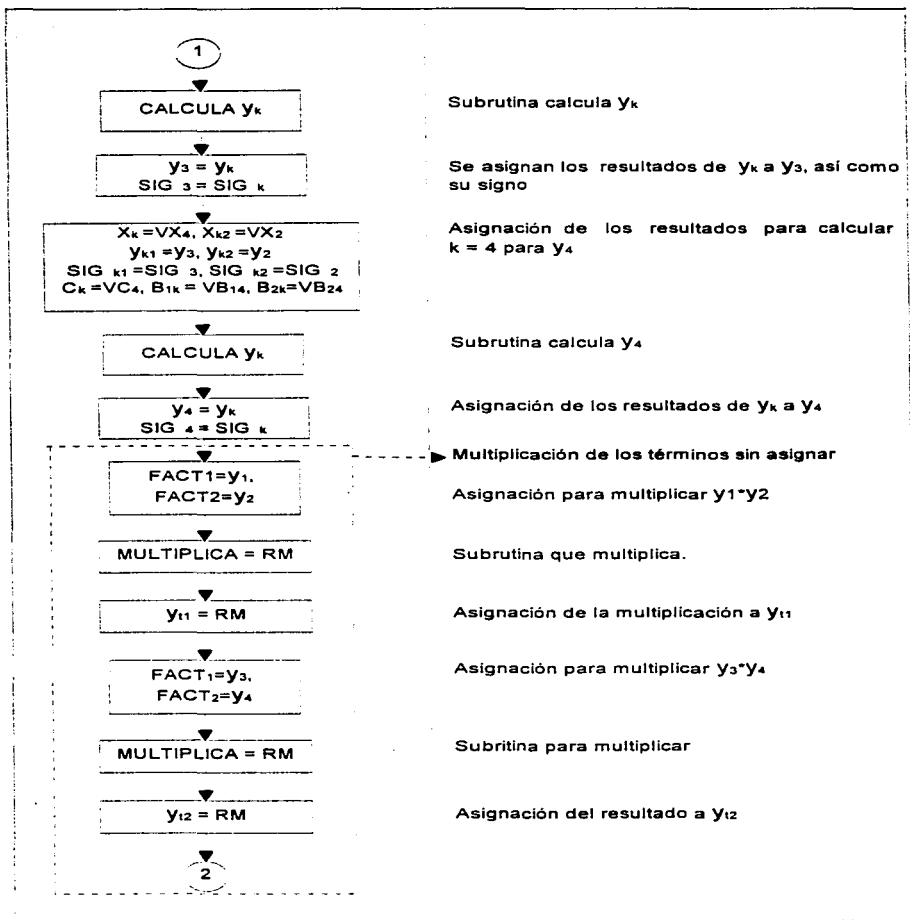 1
CALCULA yk
Subrutina calcula yk
y3 = yk
SIG 3 = SIG k
Se asignan los resultados de yk a y3, así como
su signo
Xk =VX4, Xk2 =VX2
yk1 =y3, yk2 =y2
SIG k1 =SIG 3, SIG k2 =SIG 2
Ck =VC4, B1k = VB14, B2k=VB24
Asignación de los resultados para calcular
k = 4 para y4
CALCULA yk
Subrutina calcula y4
y4 = yk
SIG 4 = SIG k
Asignación de los resultados de yk a y4
Multiplicación de los términos sin asignar
FACT1=y1,
FACT2=y2
Asignación para multiplicar y1*y2
MULTIPLICA = RM
Subrutina que multiplica.
yt1 = RM
Asignación de la multiplicación a yt1
FACT1=y3,
FACT2=y4
Asignación para multiplicar y3*y4
MULTIPLICA = RM
Subritina para multiplicar
yt2 = RM
Asignación del resultado a yt2
2